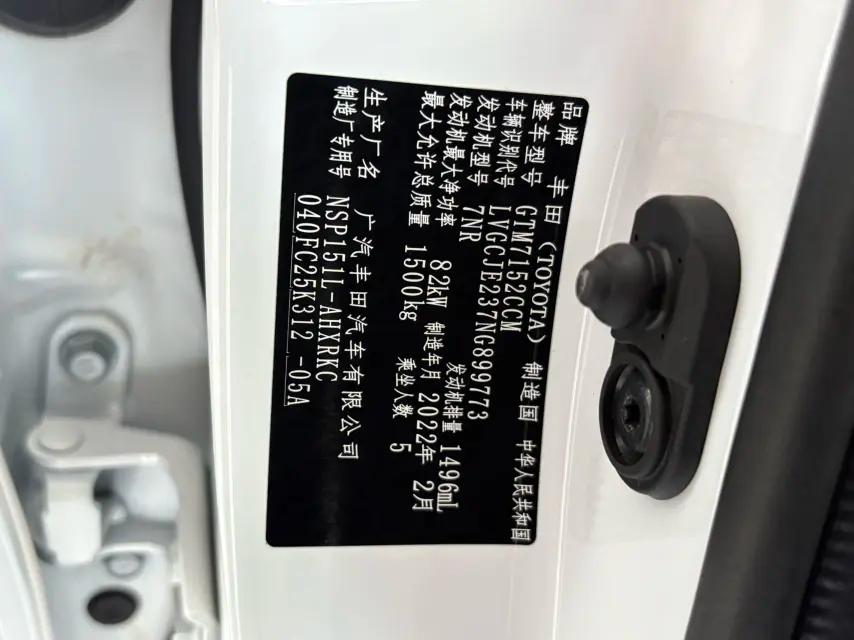 品牌 丰田(TOYOTA) 制造国 中华人民共和国
整车型号 GTM7152CCM
车辆识别代号 LVGCJE237NG899773
发动机型号 7NR 发动机排量 1496mL
发动机最大净功率 82kW 制造年月 2022年 2月
最大允许总质量 1500kg 乘坐人数 5
生产厂名 广汽丰田汽车有限公司
制造厂专用号 NSP151L-AHXRKC
040FC25K312 -05A